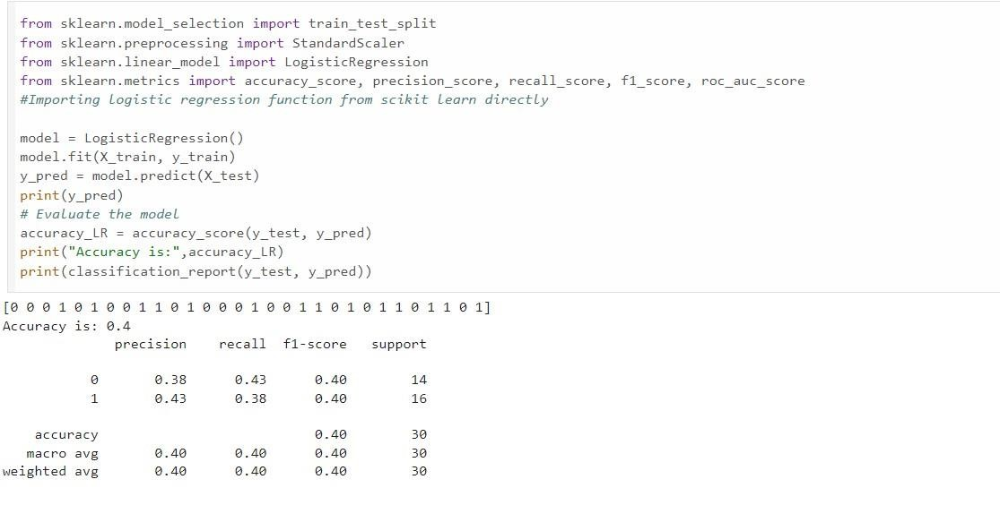 from sklearn.model_selection import train_test_split
from sklearn.preprocessing import StandardScaler
from sklearn.linear_model import LogisticRegression
from sklearn.metrics import accuracy_score, precision_score, recall_score, f1_score, roc_auc_score
#Importing logistic regression function from scikit learn directly
model = LogisticRegression()
model.fit(X_train, y_train)
y_pred = model.predict(X_test)
print(y_pred)
# Evaluate the model
accuracy_LR = accuracy_score(y_test, y_pred)
print("Accuracy is:",accuracy_LR)
print(classification_report(y_test, y_pred))
[0 0 0 1 0 1 0 0 1 1 0 1 0 0 0 1 0 0 1 1 0 1 0 1 1 0 1 1 0 1]
Accuracy is: 0.4
precision recall f1-score support
0 0.38 0.43 0.40 14
1 0.43 0.38 0.40 16
accuracy 0.40 30
macro avg 0.40 0.40 0.40 30
weighted avg 0.40 0.40 0.40 30